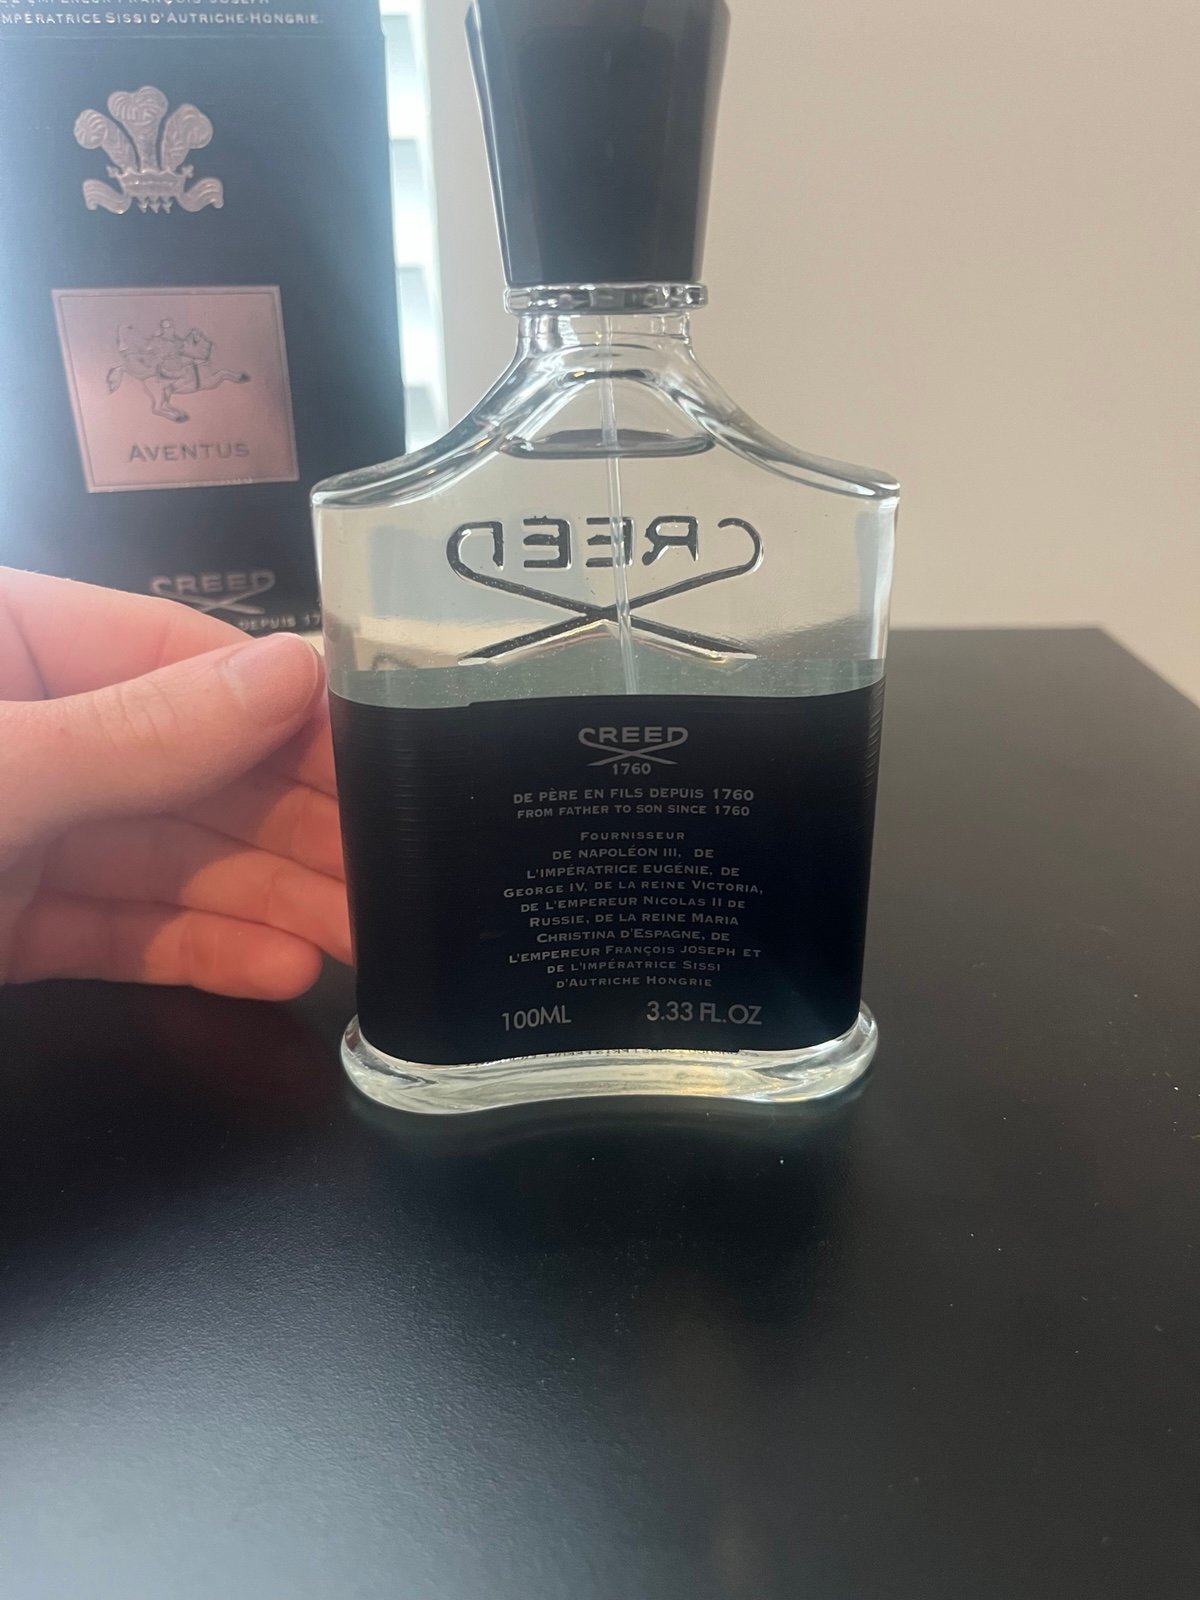 MPÉRATRICE SISSI D'AUTRICHE-HONGRIE.
AVENTUS
CREED
DEPUIS 17
CREED
CREED
1760
DE PÈRE EN FILS DEPUIS 1760
FROM FATHER TO SON SINCE 1760
FOURNISSEUR
DE NAPOLÉON III, DE
L'IMPÉRATRICE EUGÉNIE, DE
GEORGE IV, DE LA REINE VICTORIA,
DE L'EMPEREUR NICOLAS II DE
RUSSIE, DE LA REINE MARIA
CHRISTINA D'ESPAGNE, DE
L'EMPEREUR FRANÇOIS JOSEPH ET
DE L'IMPÉRATRICE SISSI
D'AUTRICHE HONGRIE
100ML 3.33 FL.OZ